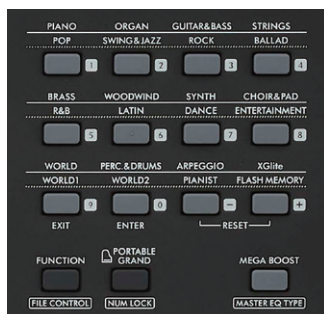 PIANO ORGAN GUITAR&BASS STRINGS
POP SWING&JAZZ ROCK BALLAD
1 2 3 4
BRASS WOODWIND SYNTH CHOIR&PAD
R&B LATIN DANCE ENTERTAINMENT
5 6 7 8
WORLD PERC.&DRUMS ARPEGGIO XGlite
WORLD1 WORLD2 PIANIST FLASH MEMORY
9 0 − +
EXIT ENTER RESET
FUNCTION PORTABLE GRAND MEGA BOOST
FILE CONTROL NUM LOCK MASTER EQ TYPE